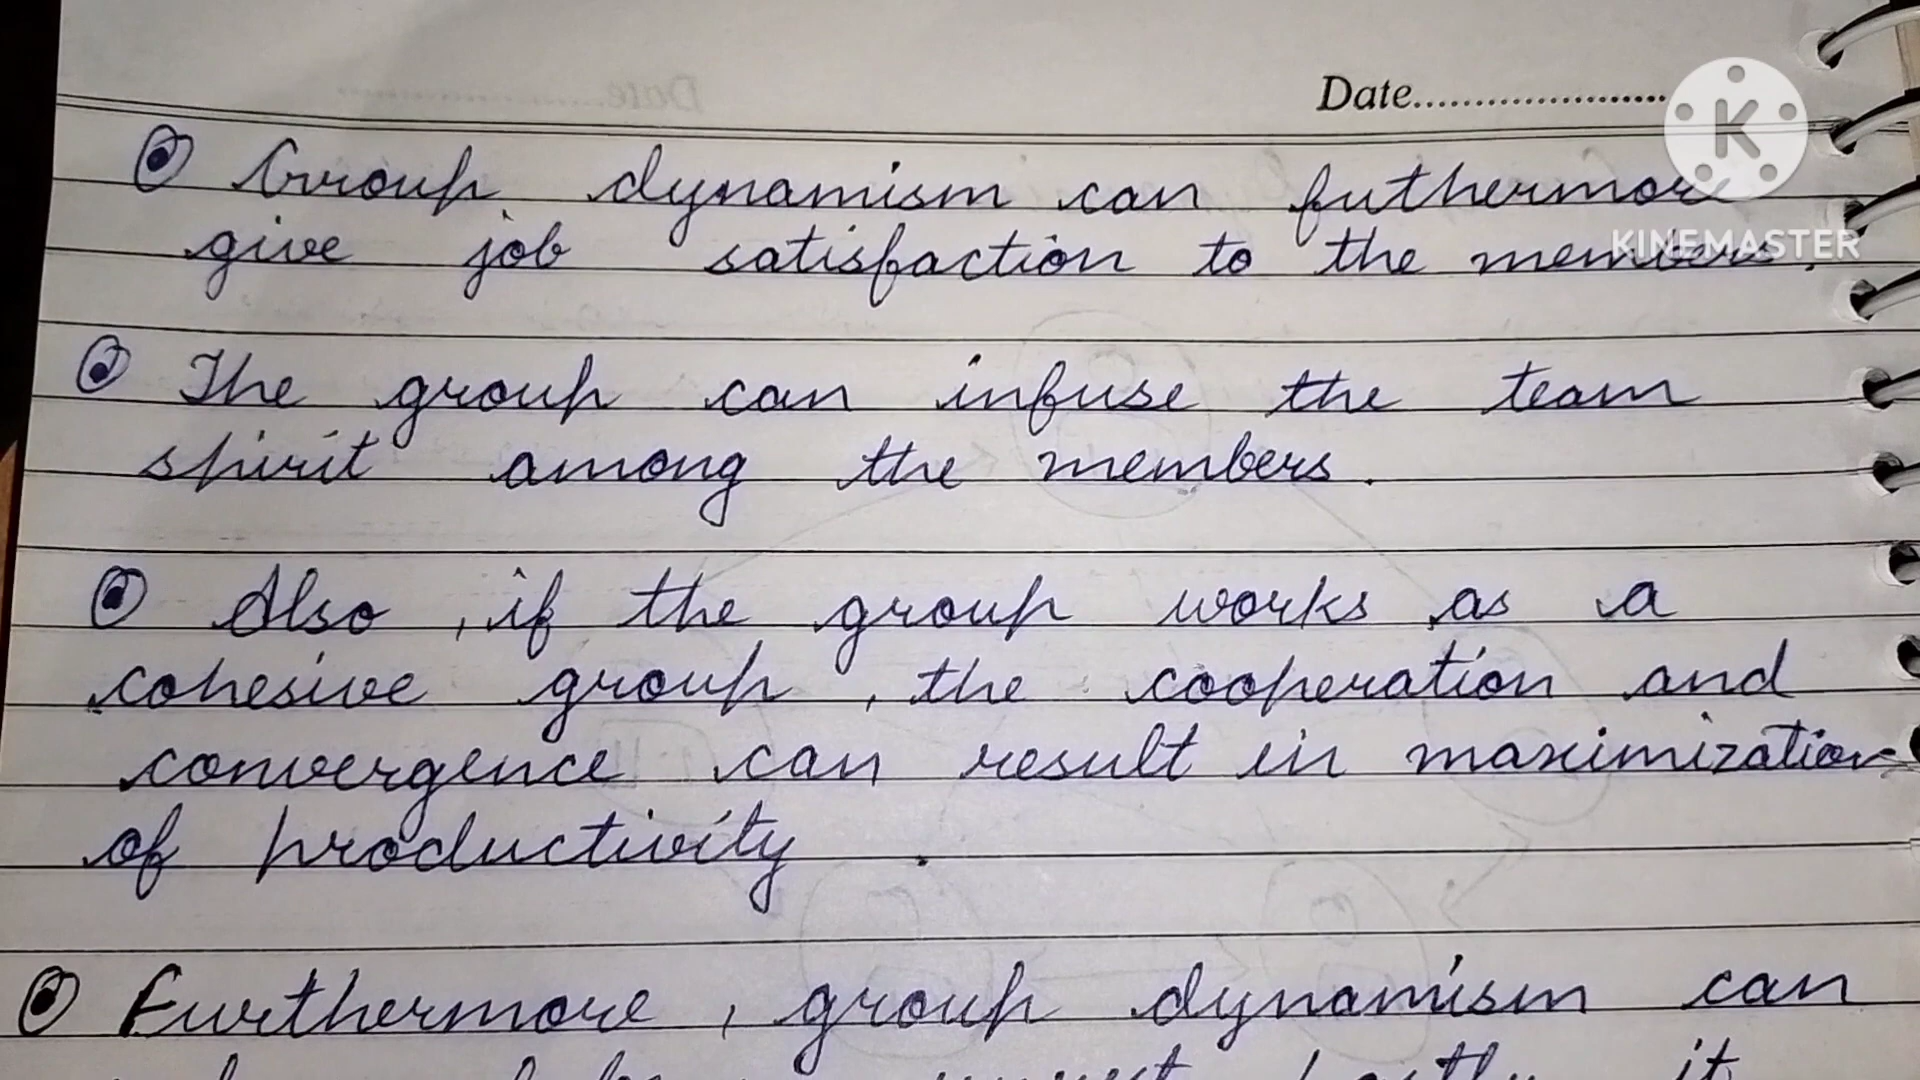 Date......................
K
KINEMASTER
Group dynamism can futhermore
give job satisfaction to the members.
The group can infuse the team
spirit among the members.
Also, if the group works as a
cohesive group, the cooperation and
convergence can result in maximization
of productivity.
Furthermore, group dynamism can